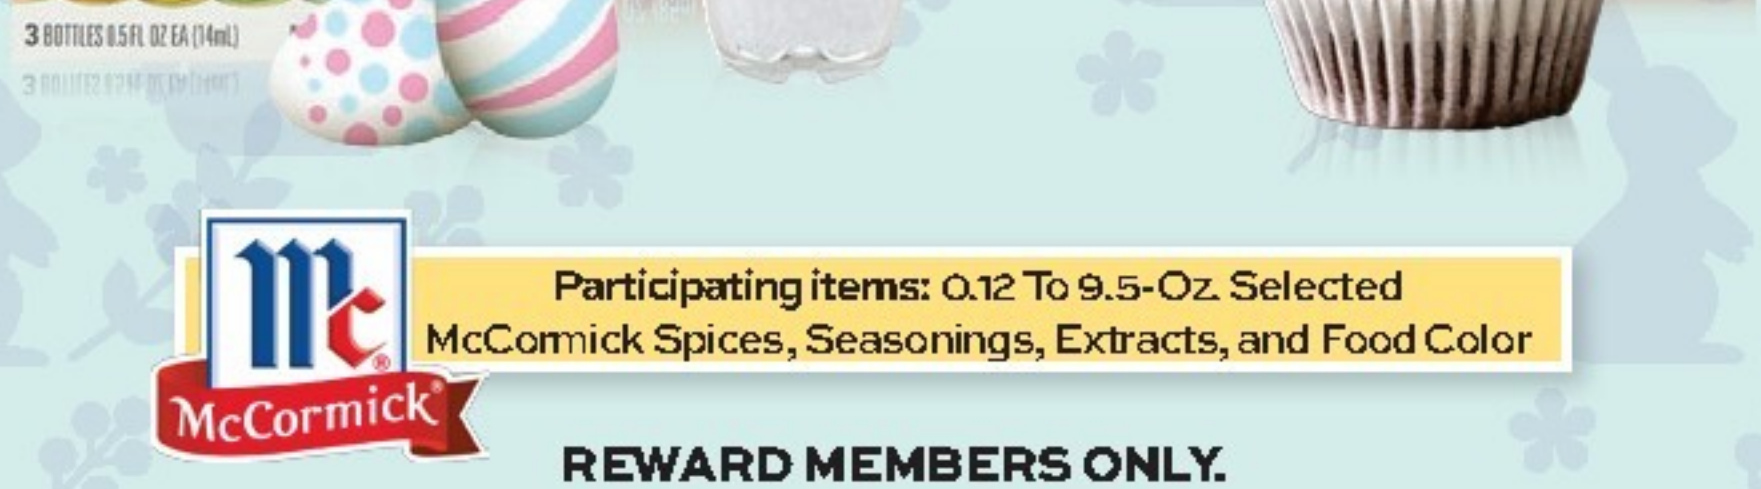 3 BOTTLES 0.5 FL OZ EA (14mL)
Mc
McCormick®
Participating items: 0.12 To 9.5-Oz. Selected
McCormick Spices, Seasonings, Extracts, and Food Color
REWARD MEMBERS ONLY.